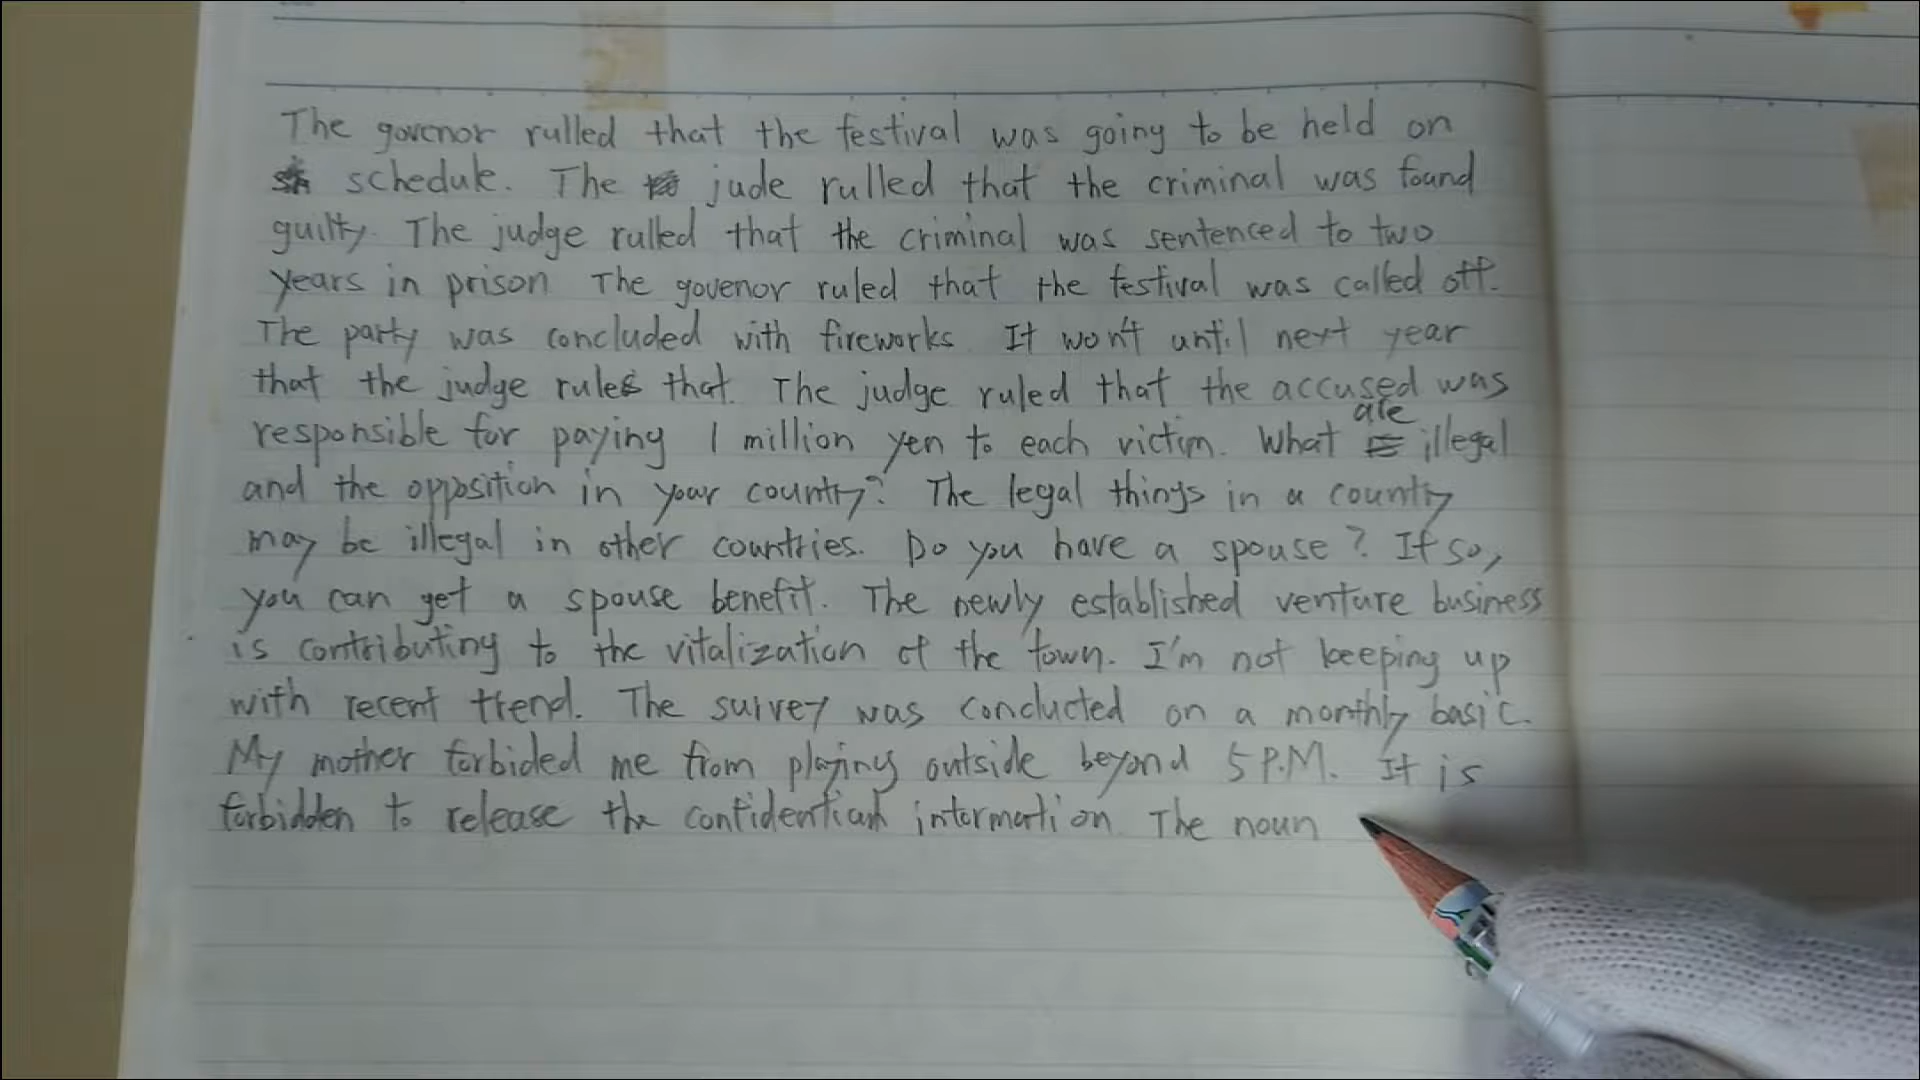 The govenor rulled that the festival was going to be held on
schedule. The jude rulled that the criminal was found
guilty. The judge rulled that the criminal was sentenced to two
years in prison The govenor ruled that the festival was called off.
The party was concluded with fireworks It won't until next year
that the judge rules that. The judge ruled that the accused was
responsible for paying 1 million yen to each victim. What are illegal
and the opposition in your country? The legal things in a country
may be illegal in other countries. Do you have a spouse? If so,
you can get a spouse benefit. The newly established venture business
is contributing to the vitalization of the town. I'm not keeping up
with recent trend. The survey was conducted on a monthly basic.
My mother forbided me from playing outside beyond 5 P.M. It is
forbidden to release the information The noun